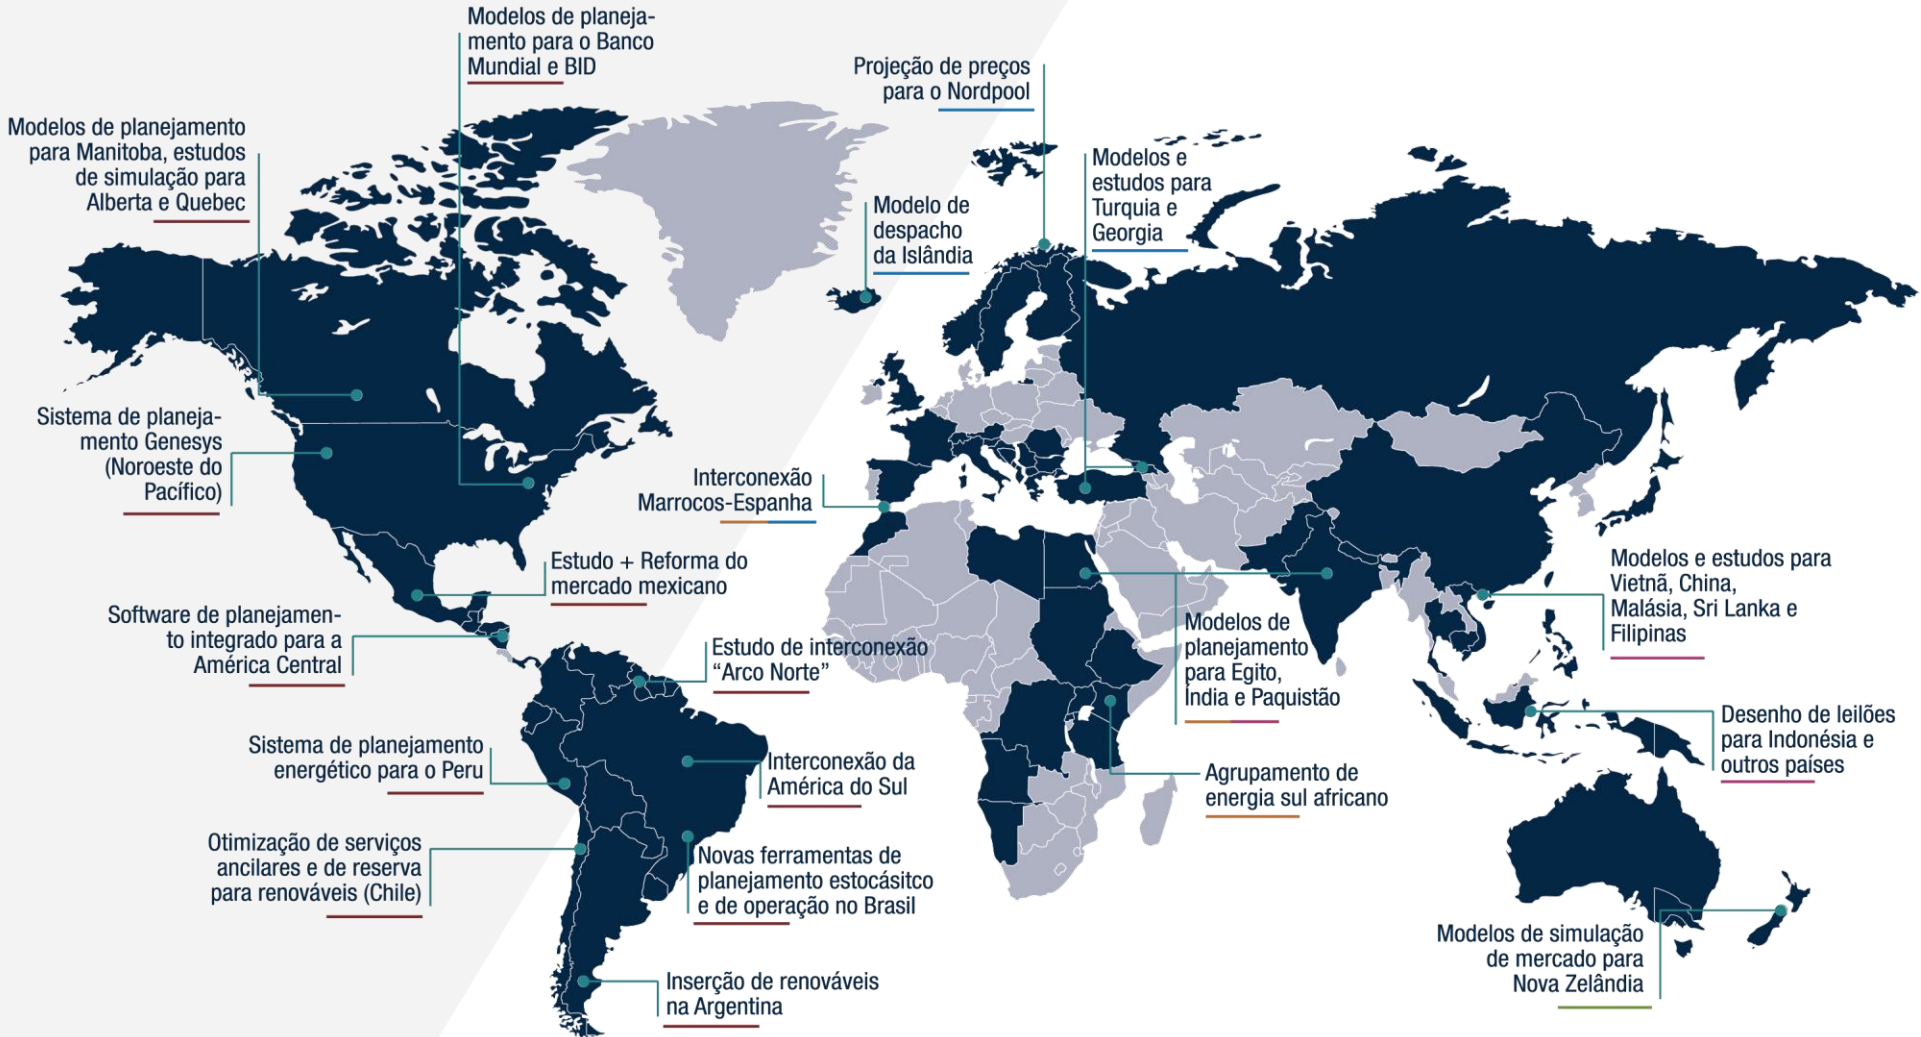 Modelos de planeja-
mento para o Banco
Mundial e BID
Projeção de preços
para o Nordpool
Modelos de planejamento
para Manitoba, estudos
de simulação para
Alberta e Quebec
Modelos e
estudos para
Turquia e
Georgia
Modelo de
despacho
da Islândia
Sistema de planeja-
mento Genesys
(Noroeste do
Pacífico)
Interconexão
Marrocos-Espanha
Estudo + Reforma do
mercado mexicano
Modelos e estudos para
Vietnã, China,
Malásia, Sri Lanka e
Filipinas
Software de planejamen-
to integrado para a
América Central
Estudo de interconexão
“Arco Norte”
Modelos de
planejamento
para Egito,
Índia e Paquistão
Desenho de leilões
para Indonésia e
outros países
Sistema de planejamento
energético para o Peru
Interconexão da
América do Sul
Agrupamento de
energia sul africano
Otimização de serviços
ancilares e de reserva
para renováveis (Chile)
Novas ferramentas de
planejamento estocásitco
e de operação no Brasil
Modelos de simulação
de mercado para
Nova Zelândia
Inserção de renováveis
na Argentina